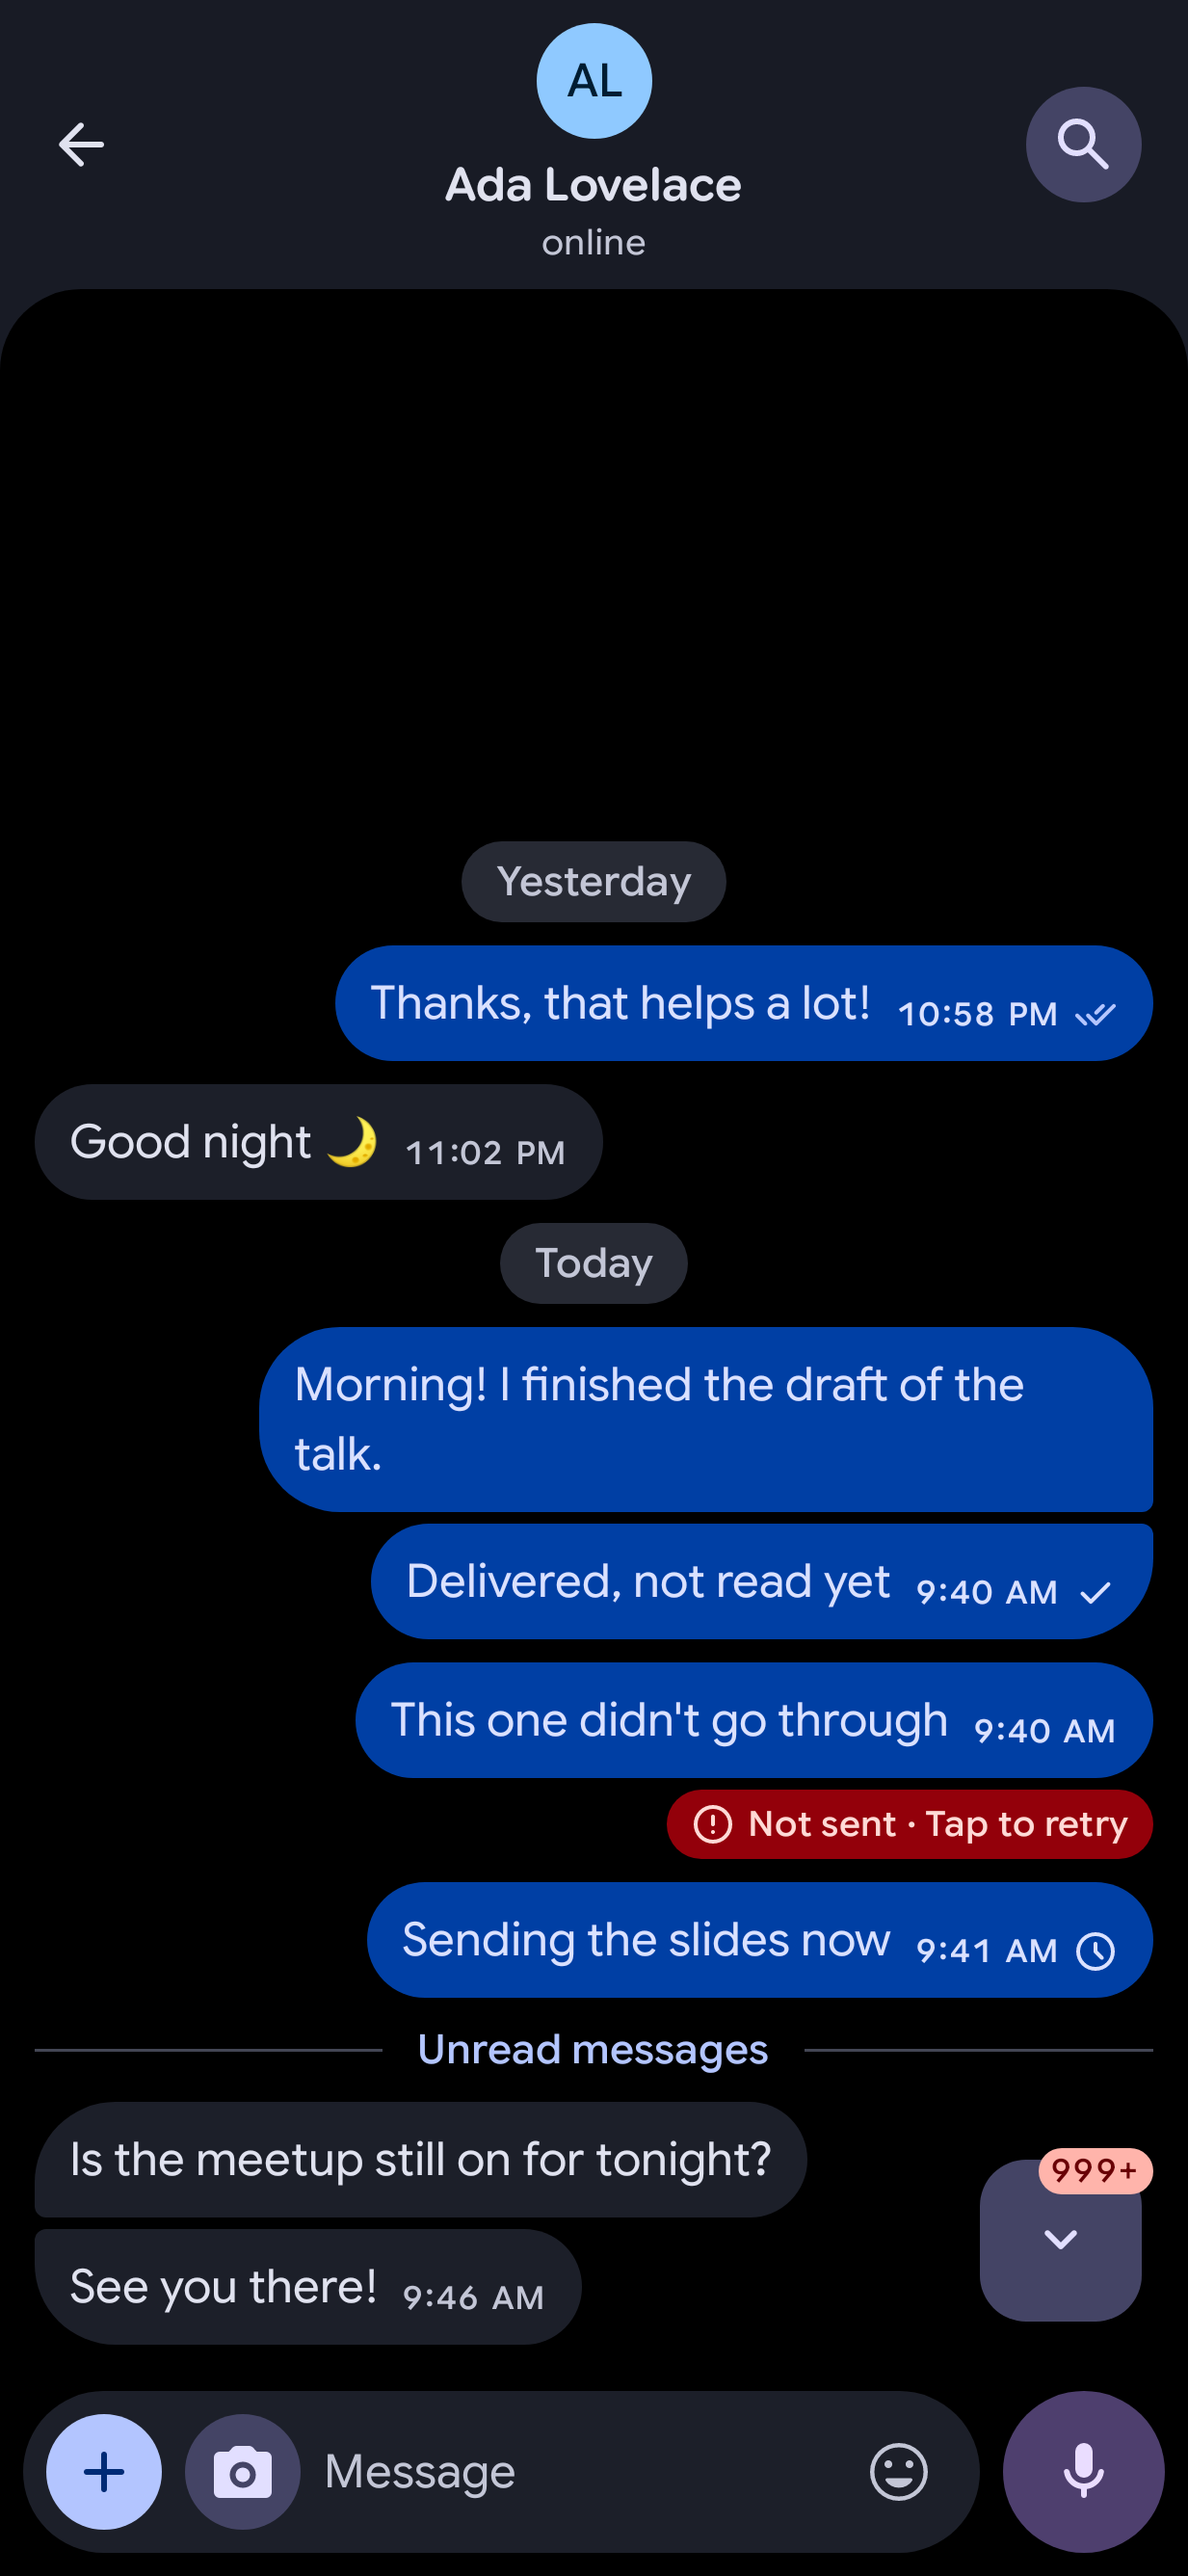 AL
Ada Lovelace
online
Yesterday
Thanks, that helps a lot! 10:58 PM
Good night 🌙 11:02 PM
Today
Morning! I finished the draft of the
talk.
Delivered, not read yet 9:40 AM
This one didn't go through 9:40 AM
Not sent · Tap to retry
Sending the slides now 9:41 AM
Unread messages
Is the meetup still on for tonight?
999+
See you there! 9:46 AM
Message